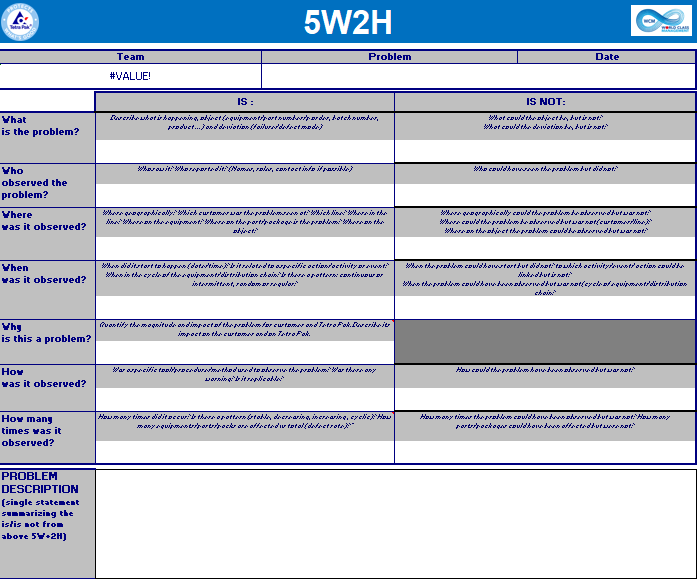 5W2H
Tetra Pak
WCM
WORLD CLASS
MANAGEMENT
Team Problem Date
#VALUE!
IS : IS NOT:
What
is the problem?
Describe what is happening, object (equipment/part number/parder, batch number,
product...) and deviation (failure/defect mode)
What could the object be, but is not?
What could the deviation be, but is not?
Who
observed the
problem?
Who saw it? Who reported it? (Names, roles, contact info if possible)
Who could have seen the problem but did not?
Where
was it observed?
Where geographically? Which customer was the problem seen at? Which line? Where in the
line? Where on the equipment? Where on the part/package is the problem? Where on the
object?
Where geographically could the problem be observed but was not?
Where could the problem be observed but was not (customer/line)?
Where on the object the problem could be observed but was not?
When
was it observed?
When did it start to happen (date/time)? Is it related to a specific action/activity or event?
When in the cycle of the equipment/distribution chain? Is there a pattern: continuous or
intermittent, random or regular?
When the problem could have start but did not? to which activity/event/ action could be
linked but is not?
When the problem could have been observed but was not (cycle of equipment/distribution
chain?
Why
is this a problem?
Quantify the magnitude and impact of the problem for customer and Tetra Pak. Describe its
impact on the customer and on Tetra Pak.
How
was it observed?
Was a specific tool/procedure/method used to observe the problem? Was there any
warning? Is it replicable?
How could the problem have been observed but was not?
How many
times was it
observed?
How many times did it occur? Is there a pattern (stable, decreasing, increasing, cyclic)? How
many equipments/parts/packs are affected vs total (defect rate)?"
How many times the problem could have been observed but was not? How many
parts/packages could have been affected but were not?
PROBLEM
DESCRIPTION
(single statement
summarizing the
is/is not from
above 5W+2H)